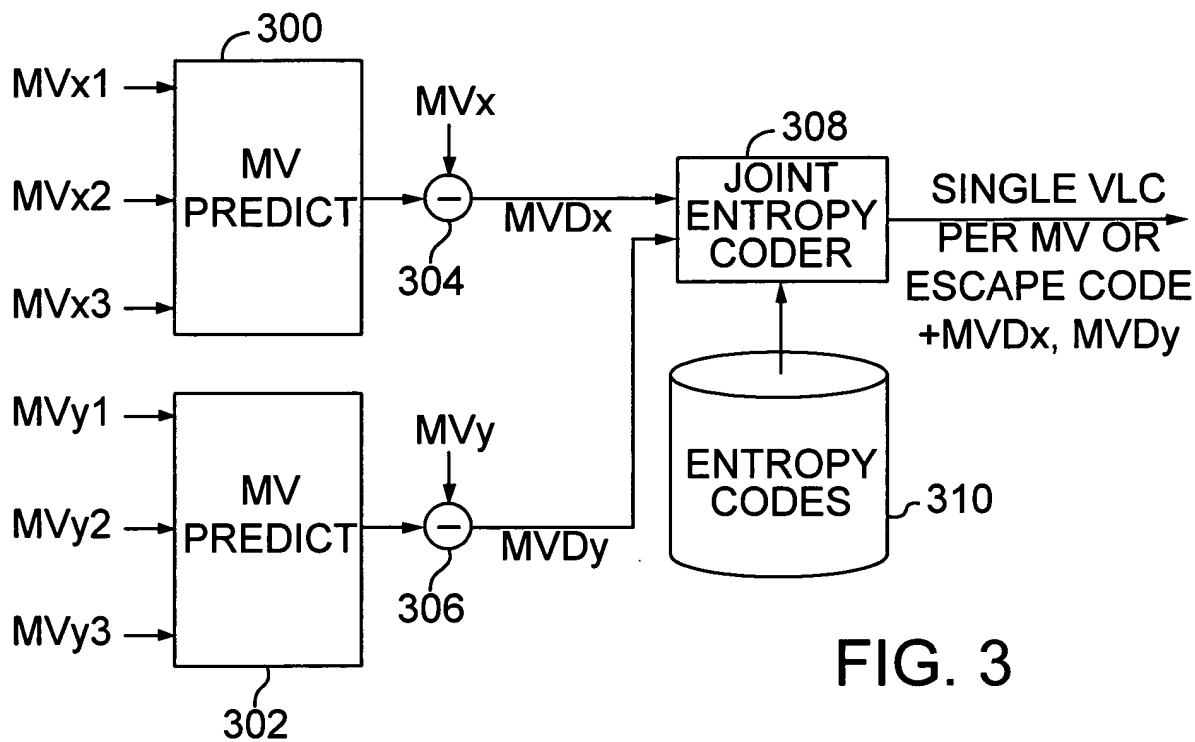 300
MVx1
MVx2
MVx3
MV
PREDICT
MVx
−
304
MVDx
308
JOINT
ENTROPY
CODER
SINGLE VLC
PER MV OR
ESCAPE CODE
+MVDx, MVDy
MVy1
MVy2
MVy3
MV
PREDICT
302
MVy
−
306
MVDy
ENTROPY
CODES
310
FIG. 3